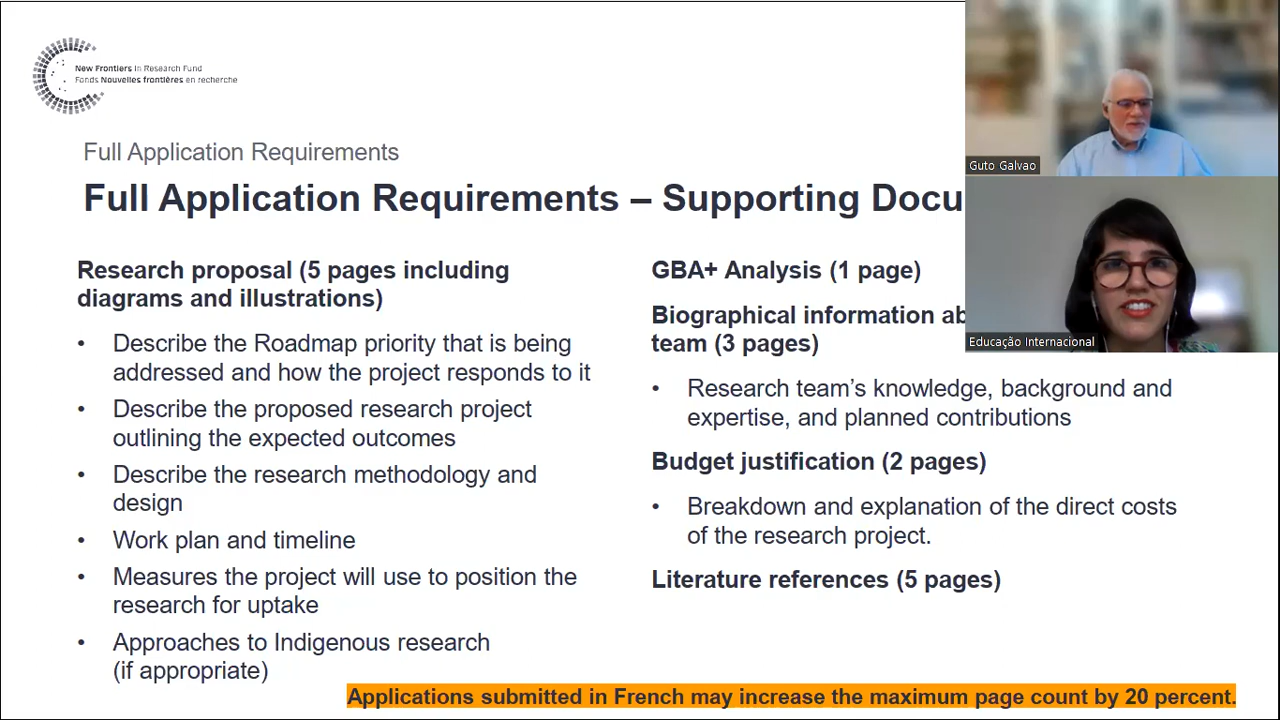 New Frontiers in Research Fund
Fonds Nouvelles frontières en recherche
Full Application Requirements
Full Application Requirements – Supporting Docu
Research proposal (5 pages including
diagrams and illustrations)
• Describe the Roadmap priority that is being
addressed and how the project responds to it
• Describe the proposed research project
outlining the expected outcomes
• Describe the research methodology and
design
• Work plan and timeline
• Measures the project will use to position the
research for uptake
• Approaches to Indigenous research
(if appropriate)
GBA+ Analysis (1 page)
Biographical information ab
team (3 pages)
• Research team’s knowledge, background and
expertise, and planned contributions
Budget justification (2 pages)
• Breakdown and explanation of the direct costs
of the research project.
Literature references (5 pages)
Applications submitted in French may increase the maximum page count by 20 percent.
Guto Galvao
Educação Internacional